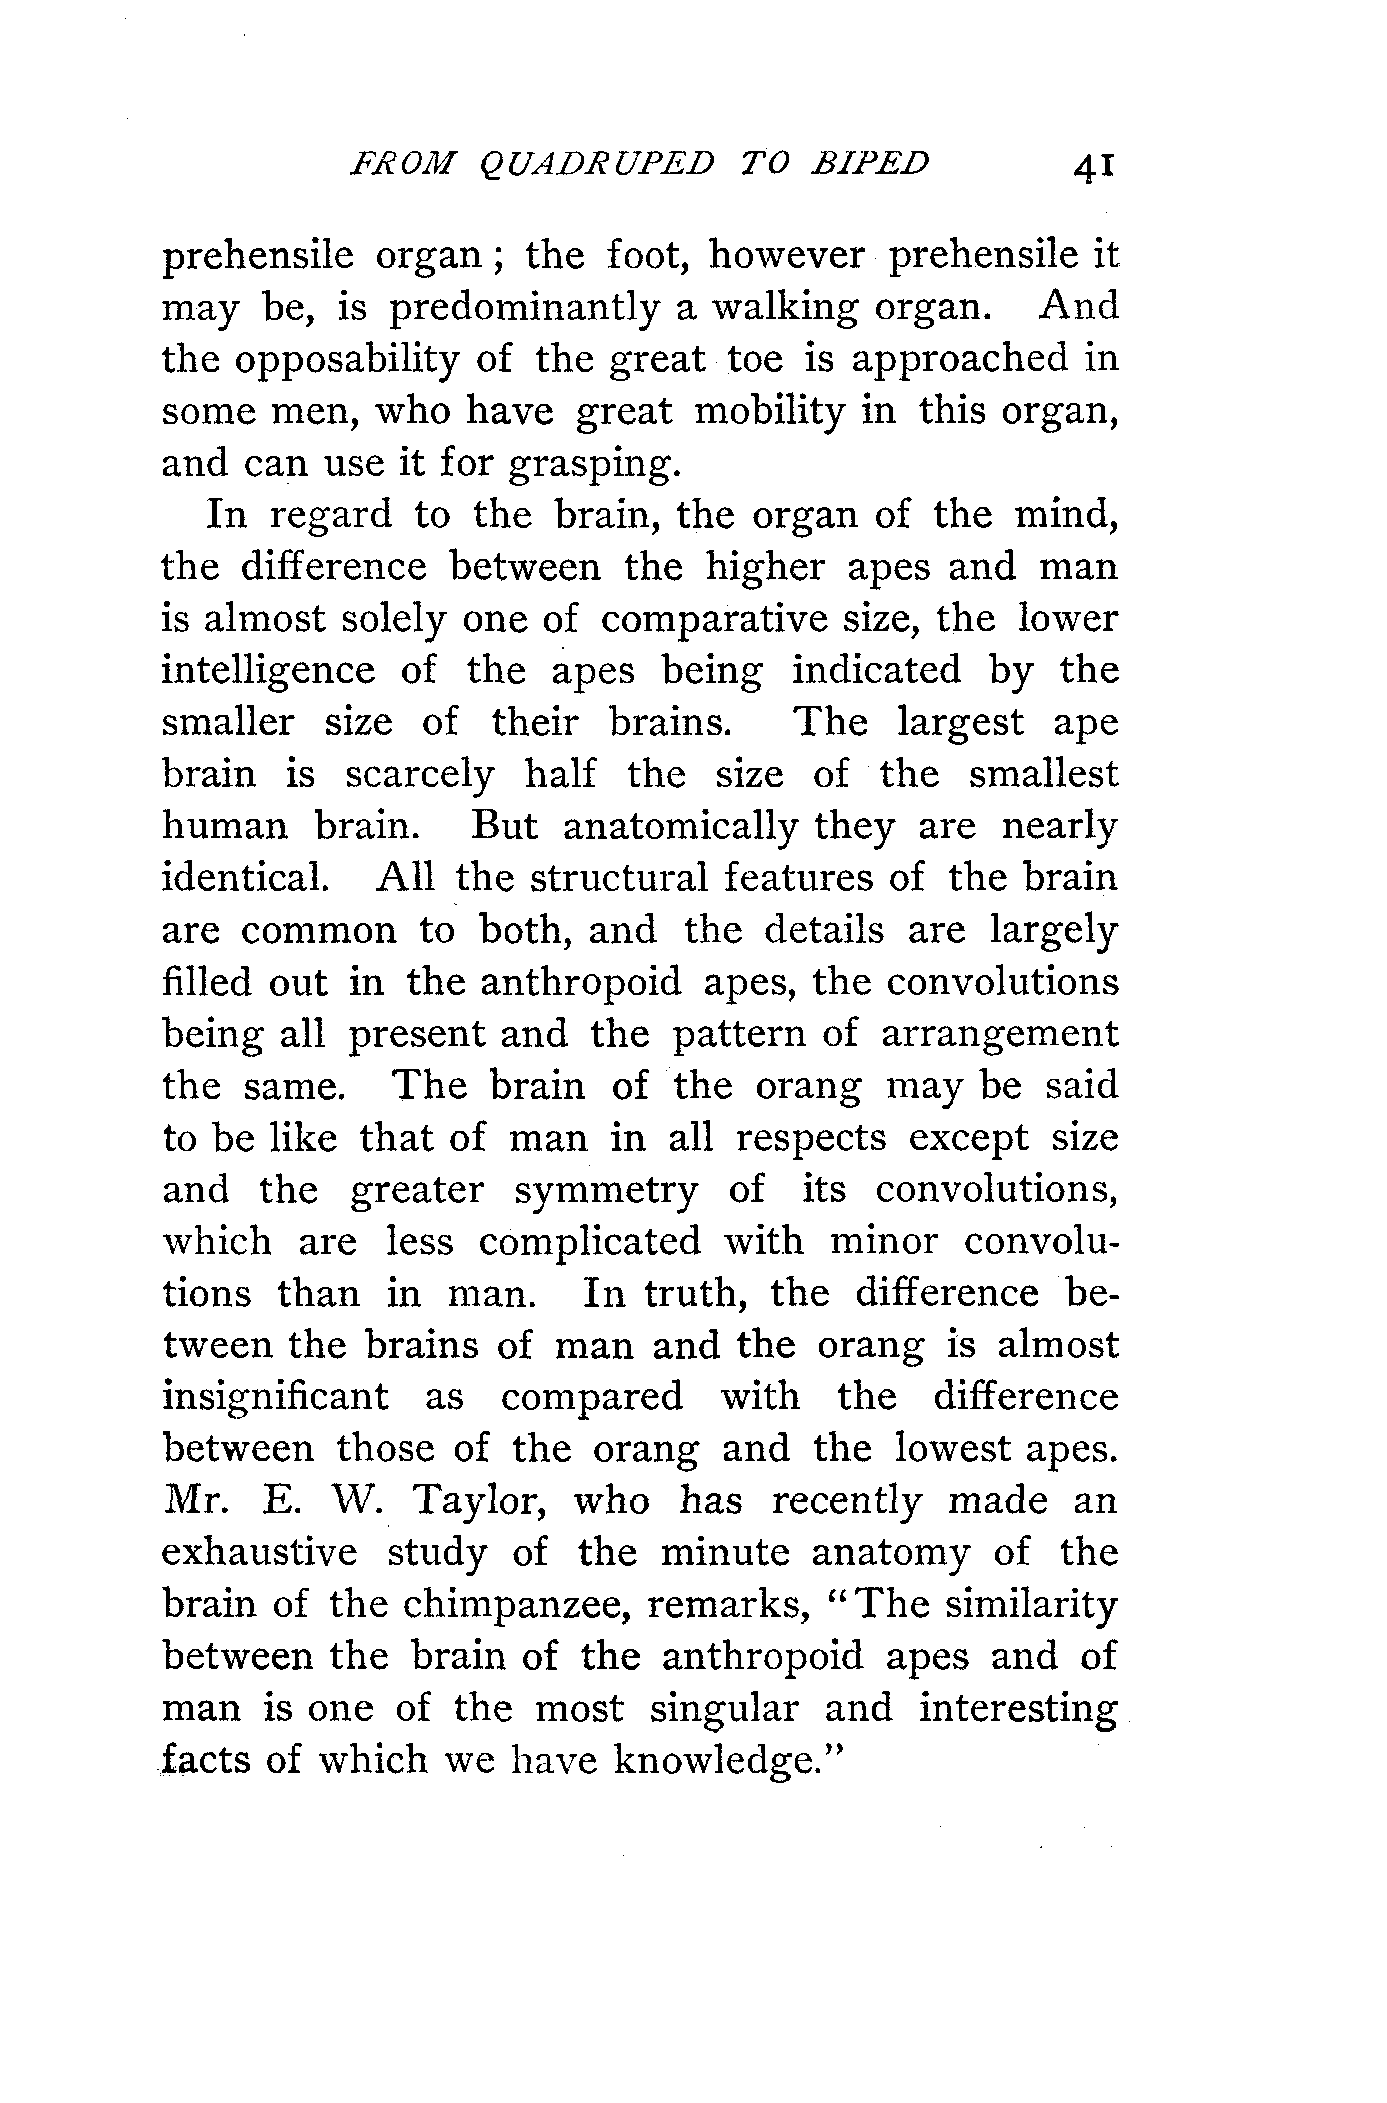 FROM QUADRUPED TO BIPED 41
prehensile organ ; the foot, however prehensile it
may be, is predominantly a walking organ. And
the opposability of the great toe is approached in
some men, who have great mobility in this organ,
and can use it for grasping.
In regard to the brain, the organ of the mind,
the difference between the higher apes and man
is almost solely one of comparative size, the lower
intelligence of the apes being indicated by the
smaller size of their brains. The largest ape
brain is scarcely half the size of the smallest
human brain. But anatomically they are nearly
identical. All the structural features of the brain
are common to both, and the details are largely
filled out in the anthropoid apes, the convolutions
being all present and the pattern of arrangement
the same. The brain of the orang may be said
to be like that of man in all respects except size
and the greater symmetry of its convolutions,
which are less complicated with minor convolu-
tions than in man. In truth, the difference be-
tween the brains of man and the orang is almost
insignificant as compared with the difference
between those of the orang and the lowest apes.
Mr. E. W. Taylor, who has recently made an
exhaustive study of the minute anatomy of the
brain of the chimpanzee, remarks, “The similarity
between the brain of the anthropoid apes and of
man is one of the most singular and interesting
facts of which we have knowledge.”